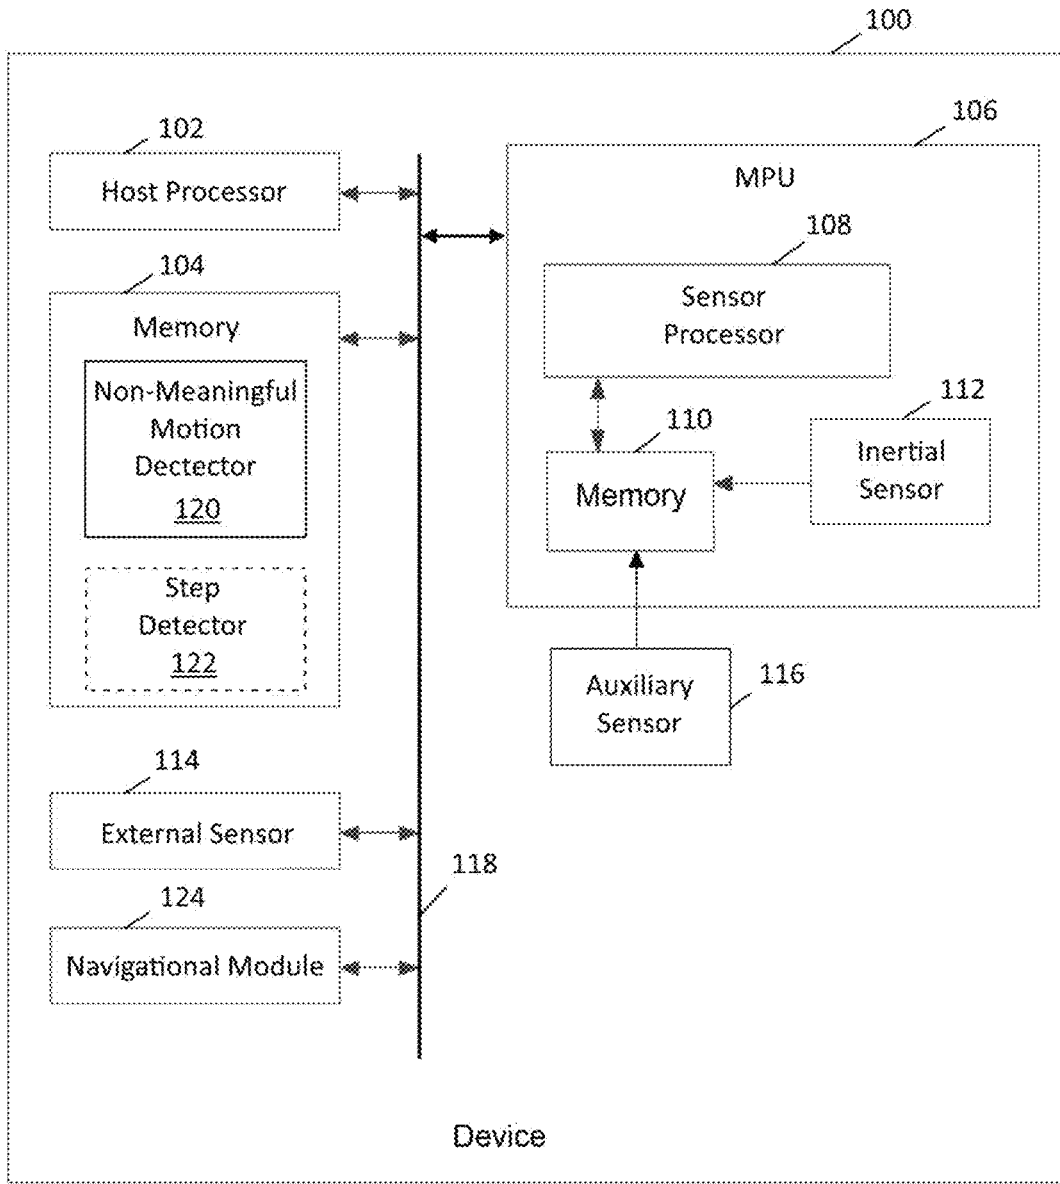 100
102
Host Processor
104
Memory
Non-Meaningful
Motion
Dectector
120
Step
Detector
122
114
External Sensor
124
Navigational Module
118
106
MPU
108
Sensor
Processor
110
Memory
112
Inertial
Sensor
Auxiliary
Sensor
116
Device